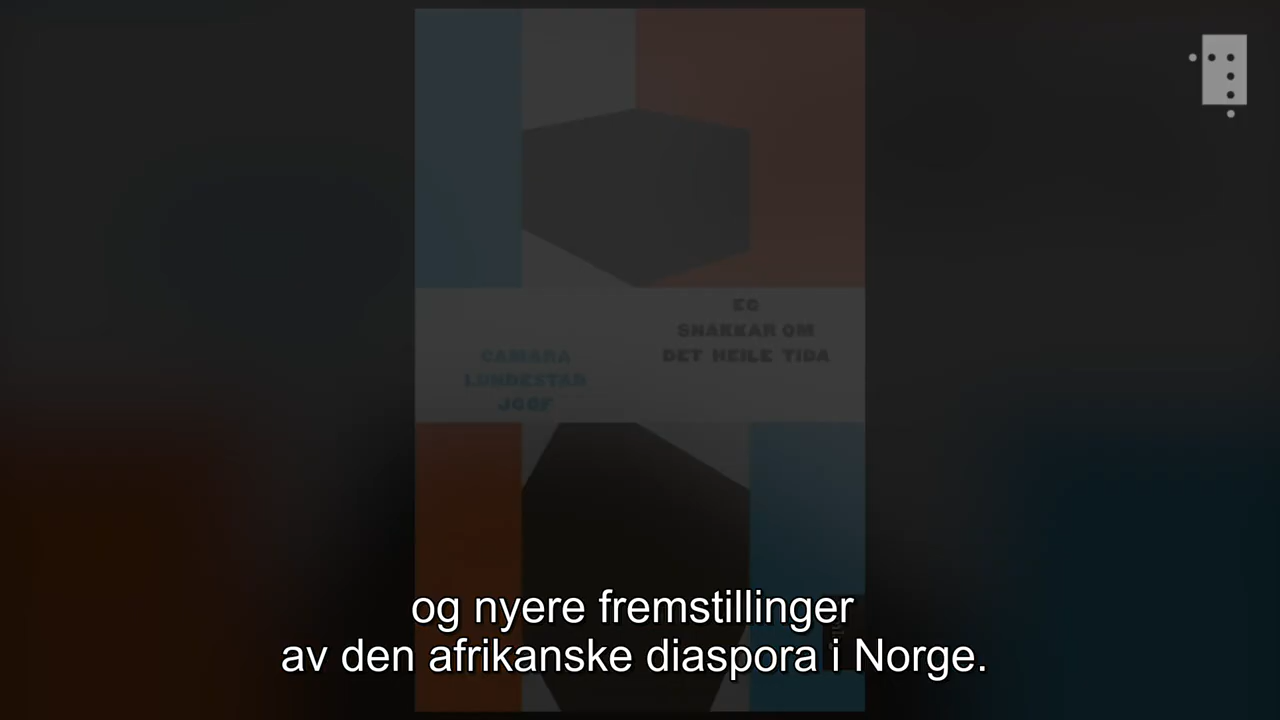 EG
SNAKKAR OM
DET HEILE TIDA
CAMARA
LUNDESTAD
JOOF
og nyere fremstillinger
av den afrikanske diaspora i Norge.